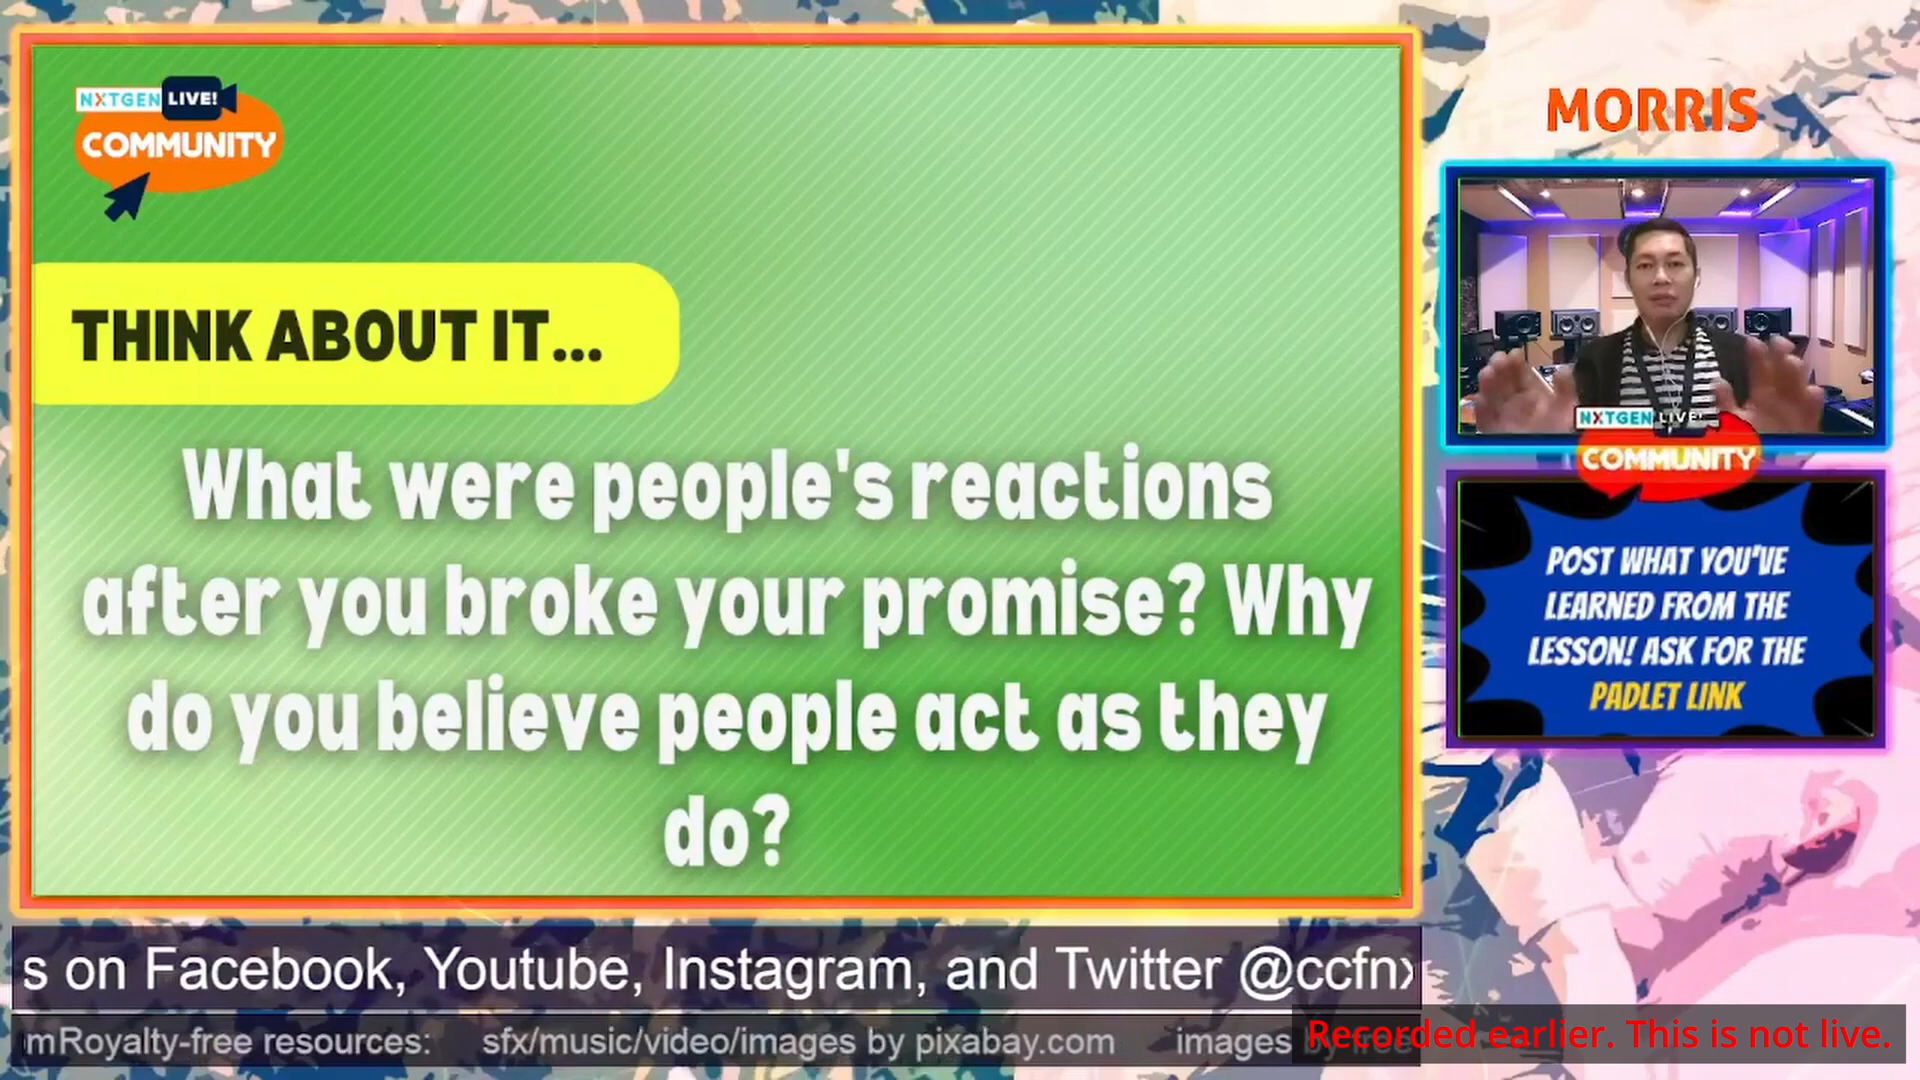 NXTGEN LIVE!
COMMUNITY
THINK ABOUT IT...
What were people's reactions
after you broke your promise? Why
do you believe people act as they
do?
MORRIS
NXTGEN LIVE!
COMMUNITY
POST WHAT YOU'VE
LEARNED FROM THE
LESSON! ASK FOR THE
PADLET LINK
s on Facebook, Youtube, Instagram, and Twitter @ccfnx
mRoyalty-free resources: sfx/music/video/images by pixabay.com images by free
Recorded earlier. This is not live.